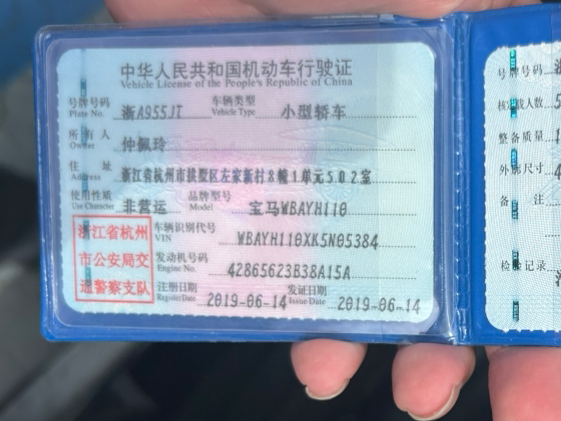 中华人民共和国机动车行驶证
Vehicle License of the People's Republic of China
号牌号码 Plate No. 浙A955J7 车辆类型 Vehicle Type 小型轿车
所有人 Owner 仲佩玲
住址 Address 浙江省杭州市拱墅区左家新村8幢1单元502室
使用性质 Use Character 非营运 品牌型号 Model 宝马WBAYH110
浙江省杭州市公安局交通警察支队
车辆识别代号 VIN WBAYH110XK5N05384
发动机号码 Engine No. 42865623B38A15A
注册日期 Register Date 2019-06-14 发证日期 Issue Date 2019-06-14
号牌号码
核载人数
整备质量
外廓尺寸
备注
检验记录